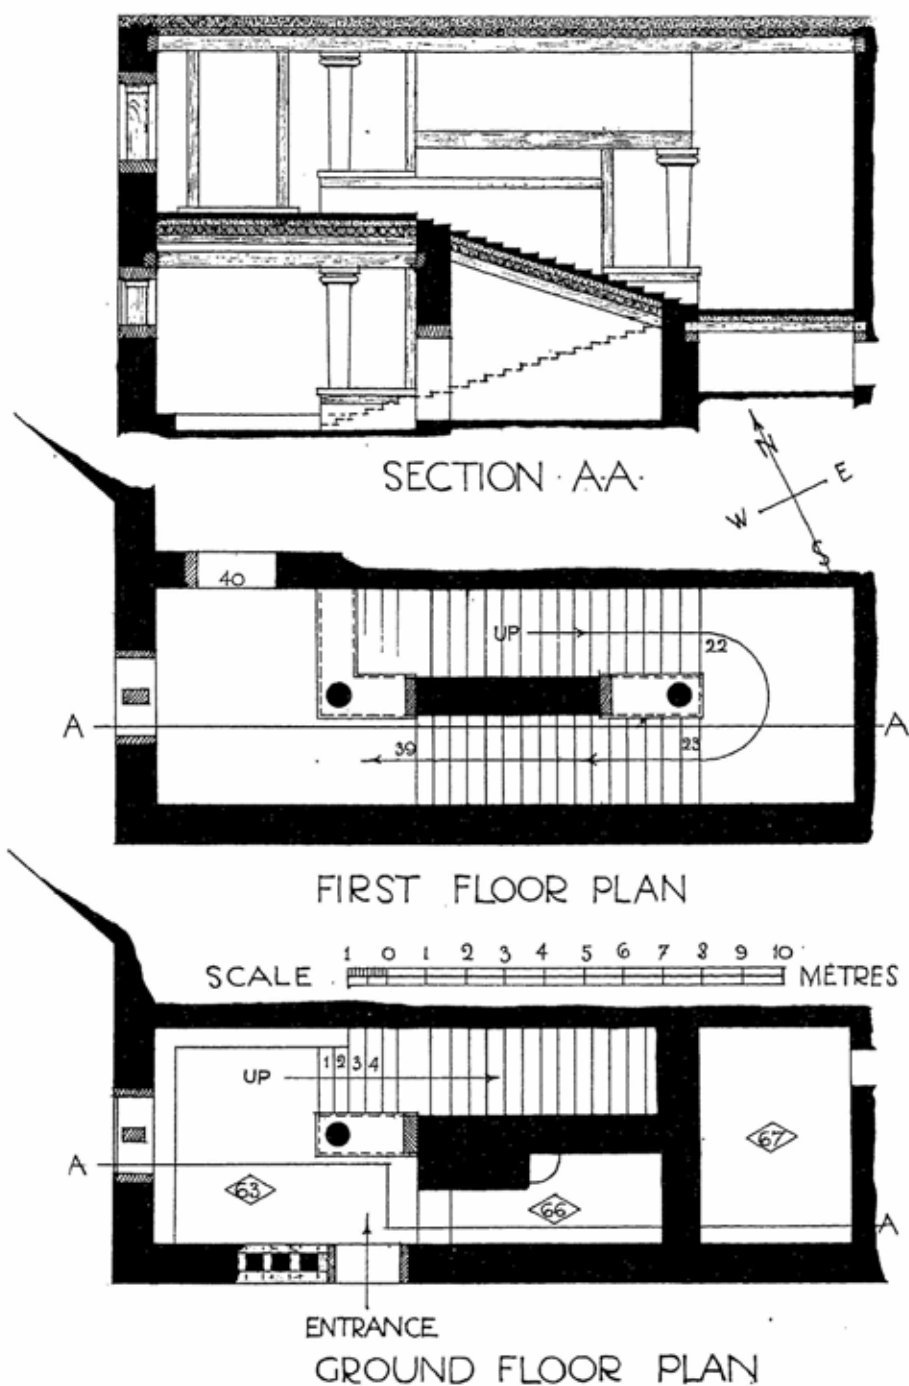 SECTION · A·A·
N
E
W
S
40
UP
22
A
A
39
23
FIRST FLOOR PLAN
1 0 1 2 3 4 5 6 7 8 9 10
SCALE MÈTRES
1 2 3 4
UP
67
A
63
66
A
ENTRANCE
GROUND FLOOR PLAN